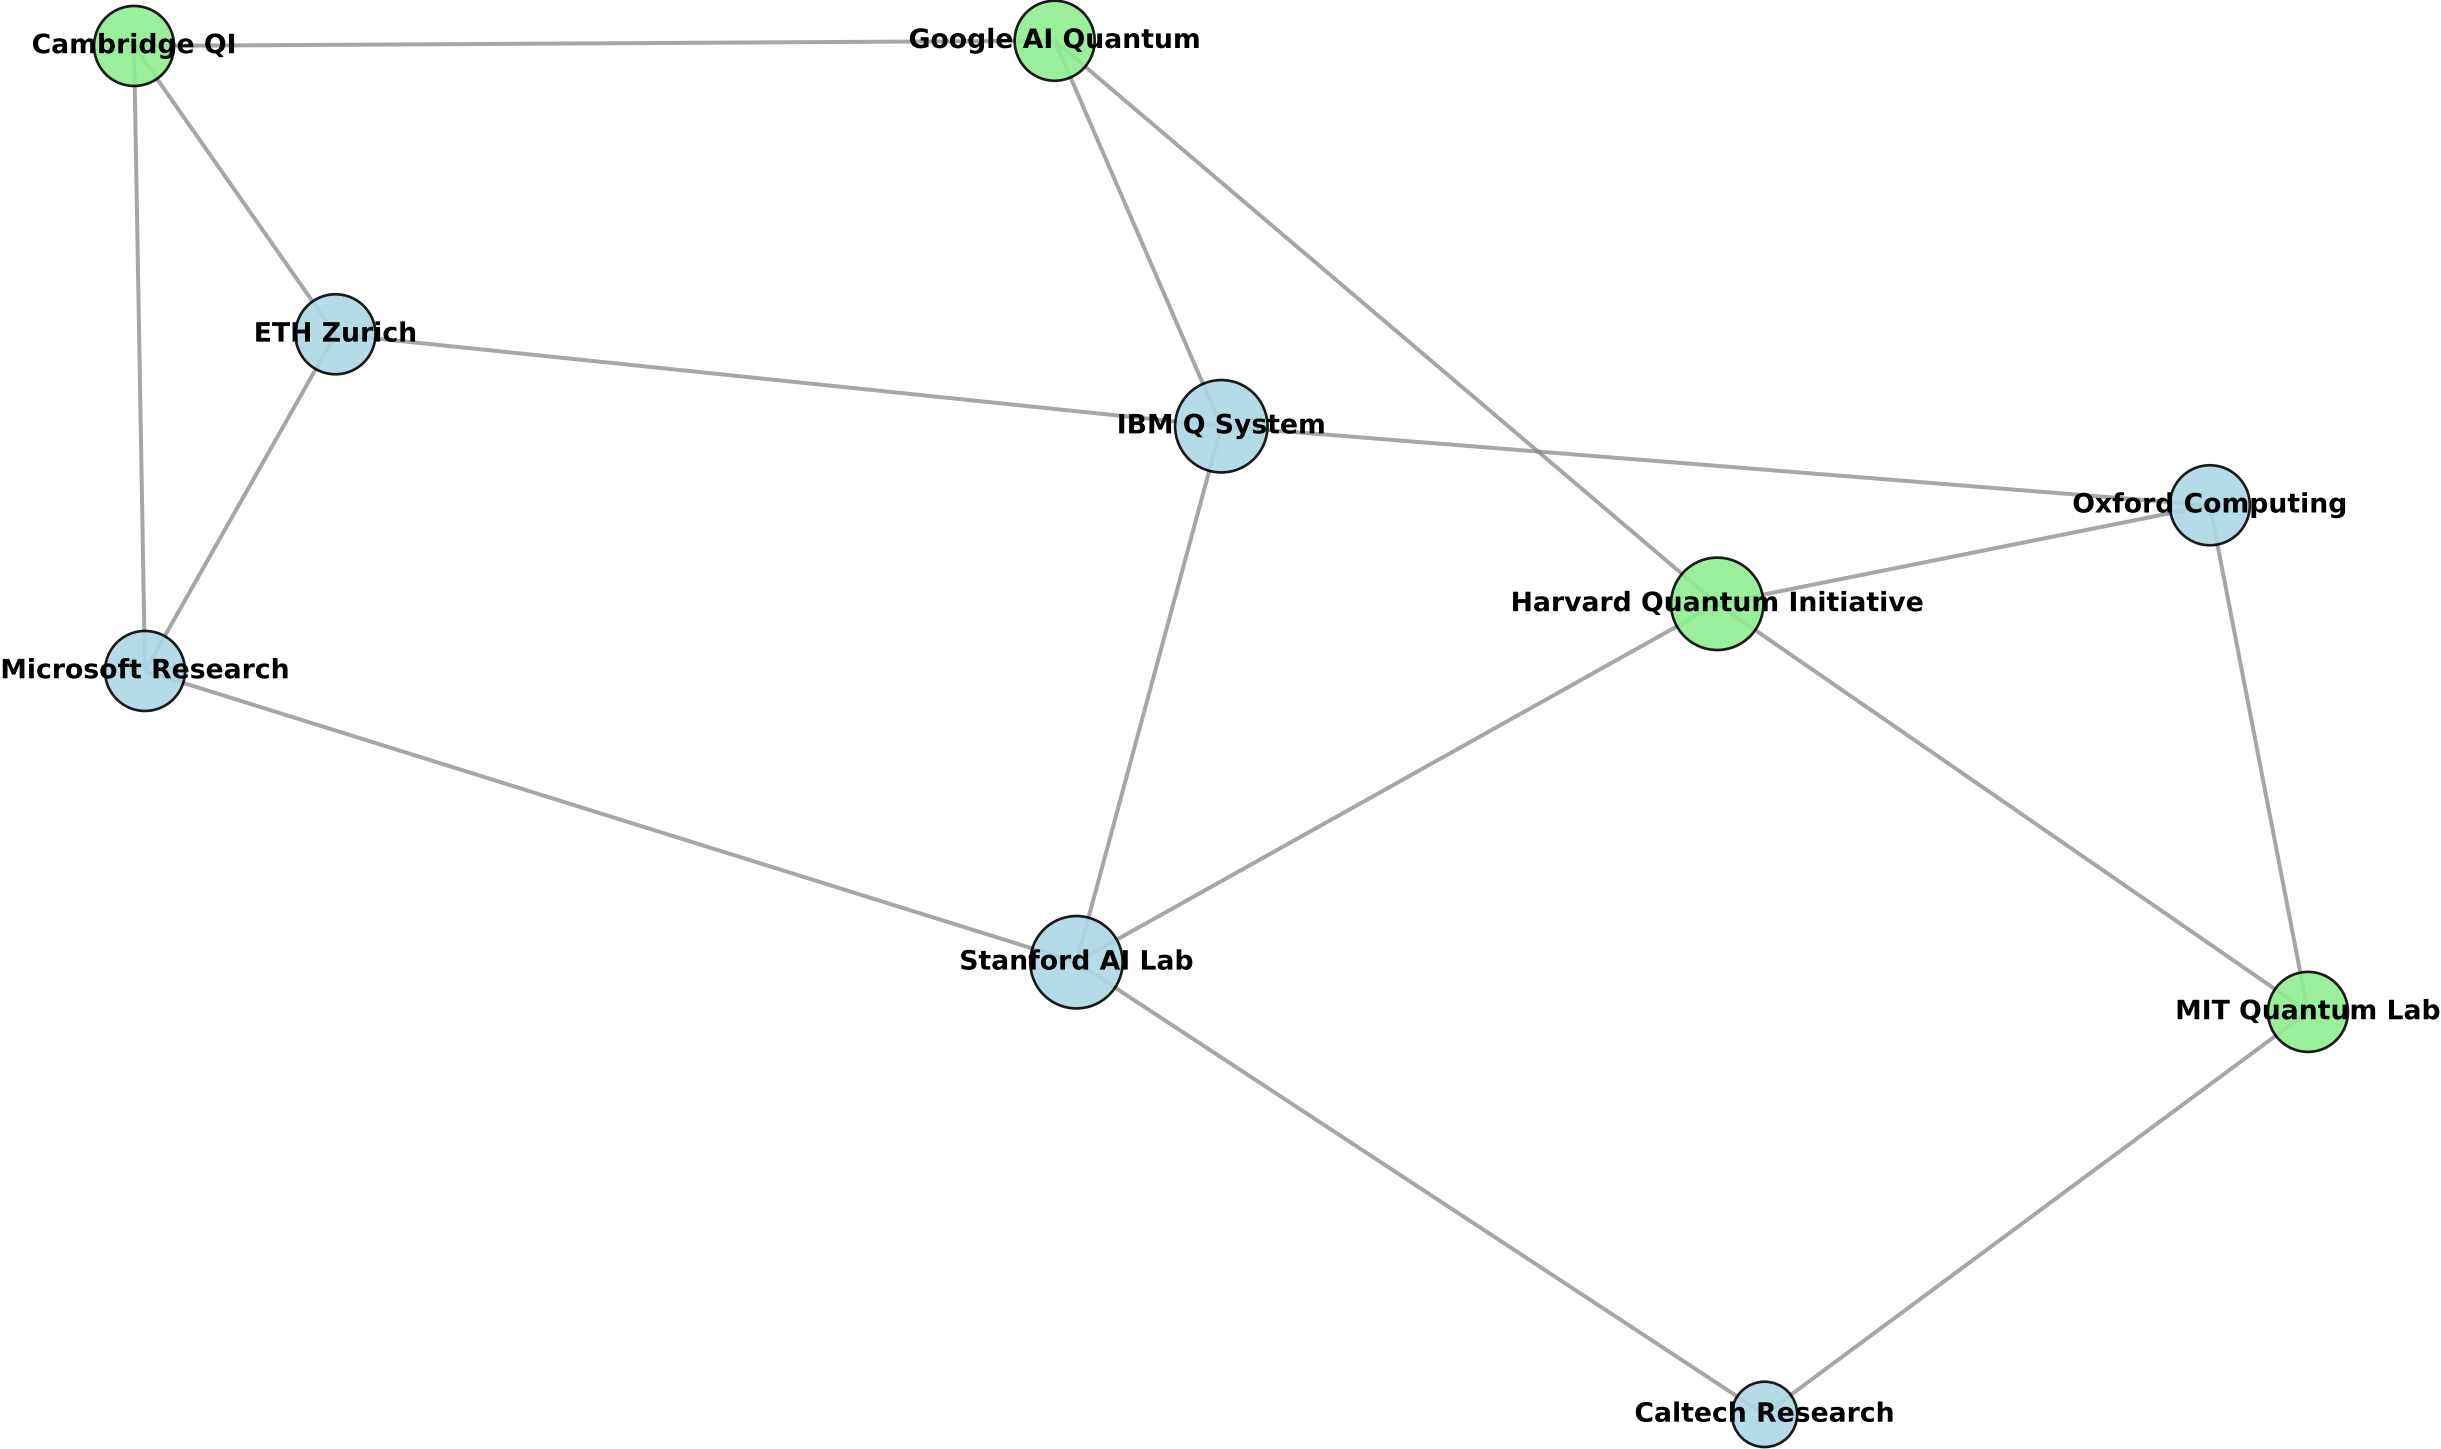 Cambridge QI
Google AI Quantum
ETH Zurich
IBM Q System
Oxford Computing
Harvard Quantum Initiative
Microsoft Research
Stanford AI Lab
MIT Quantum Lab
Caltech Research